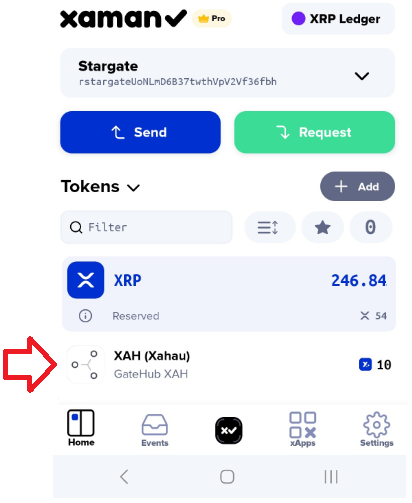 xaman
Pro
XRP Ledger
Stargate
rstargateUoNLmD6B37twthVpV2Vf36fbh
Send
Request
Tokens
Add
Filter
0
XRP
246.84
Reserved
54
XAH (Xahau)
GateHub XAH
10
Home
Events
xApps
Settings